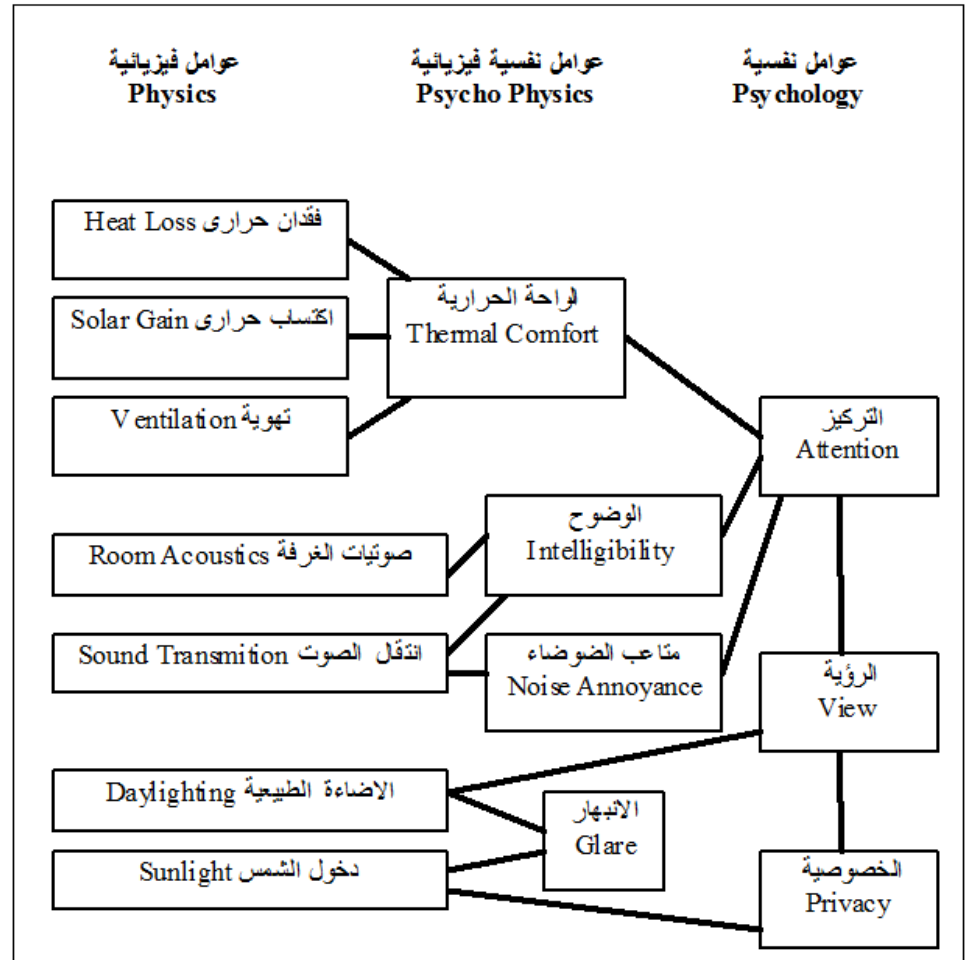 عوامل فيزيائية
Physics
عوامل نفسية فيزيائية
Psycho Physics
عوامل نفسية
Psychology
Heat Loss فقدان حرارى
Solar Gain اكتساب حرارى
Ventilation تهوية
الراحة الحرارية
Thermal Comfort
التركيز
Attention
الوضوح
Intelligibility
Room Acoustics صوتيات الغرفة
Sound Transmition انتقال الصوت
متاعب الضوضاء
Noise Annoyance
الرؤية
View
Daylighting الاضاءة الطبيعية
الانبهار
Glare
Sunlight دخول الشمس
الخصوصية
Privacy